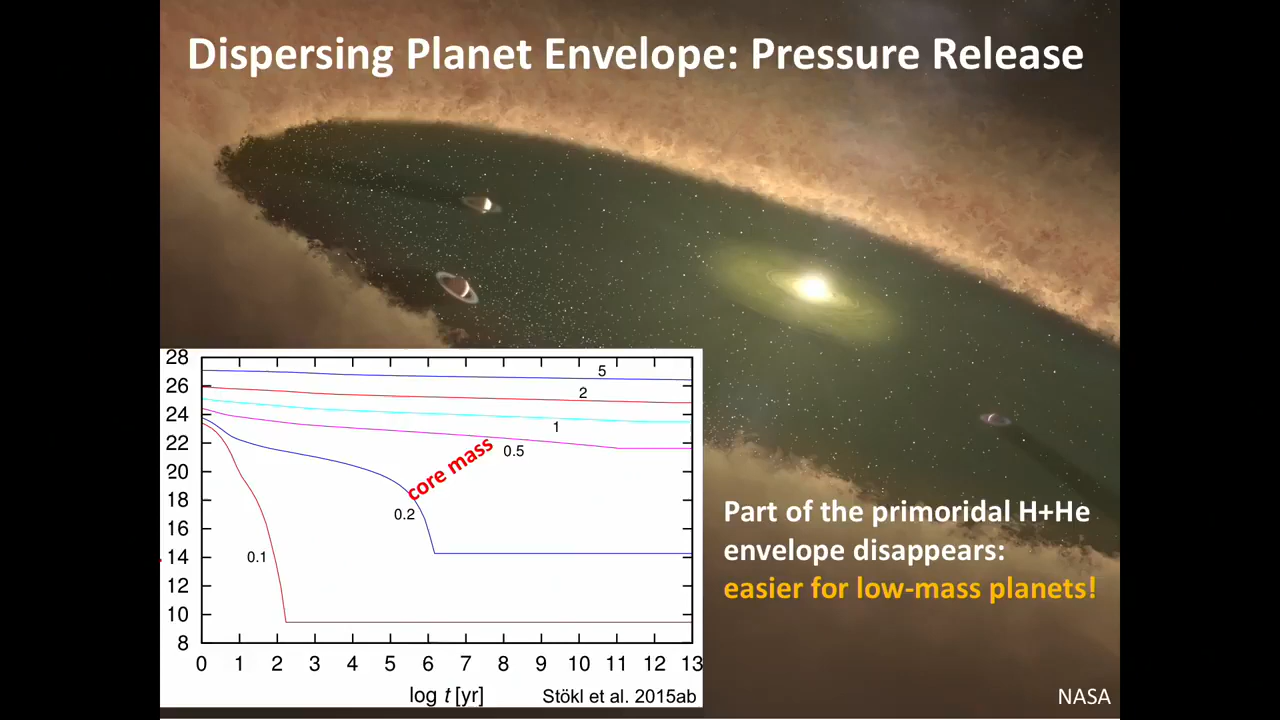 Dispersing Planet Envelope: Pressure Release
28
26
24
22
20
18
16
14
12
10
8
5
2
1
0.5
core mass
0.2
0.1
0 1 2 3 4 5 6 7 8 9 10 11 12 13
log t [yr]
Stökl et al. 2015ab
Part of the primoridal H+He
envelope disappears:
easier for low-mass planets!
NASA